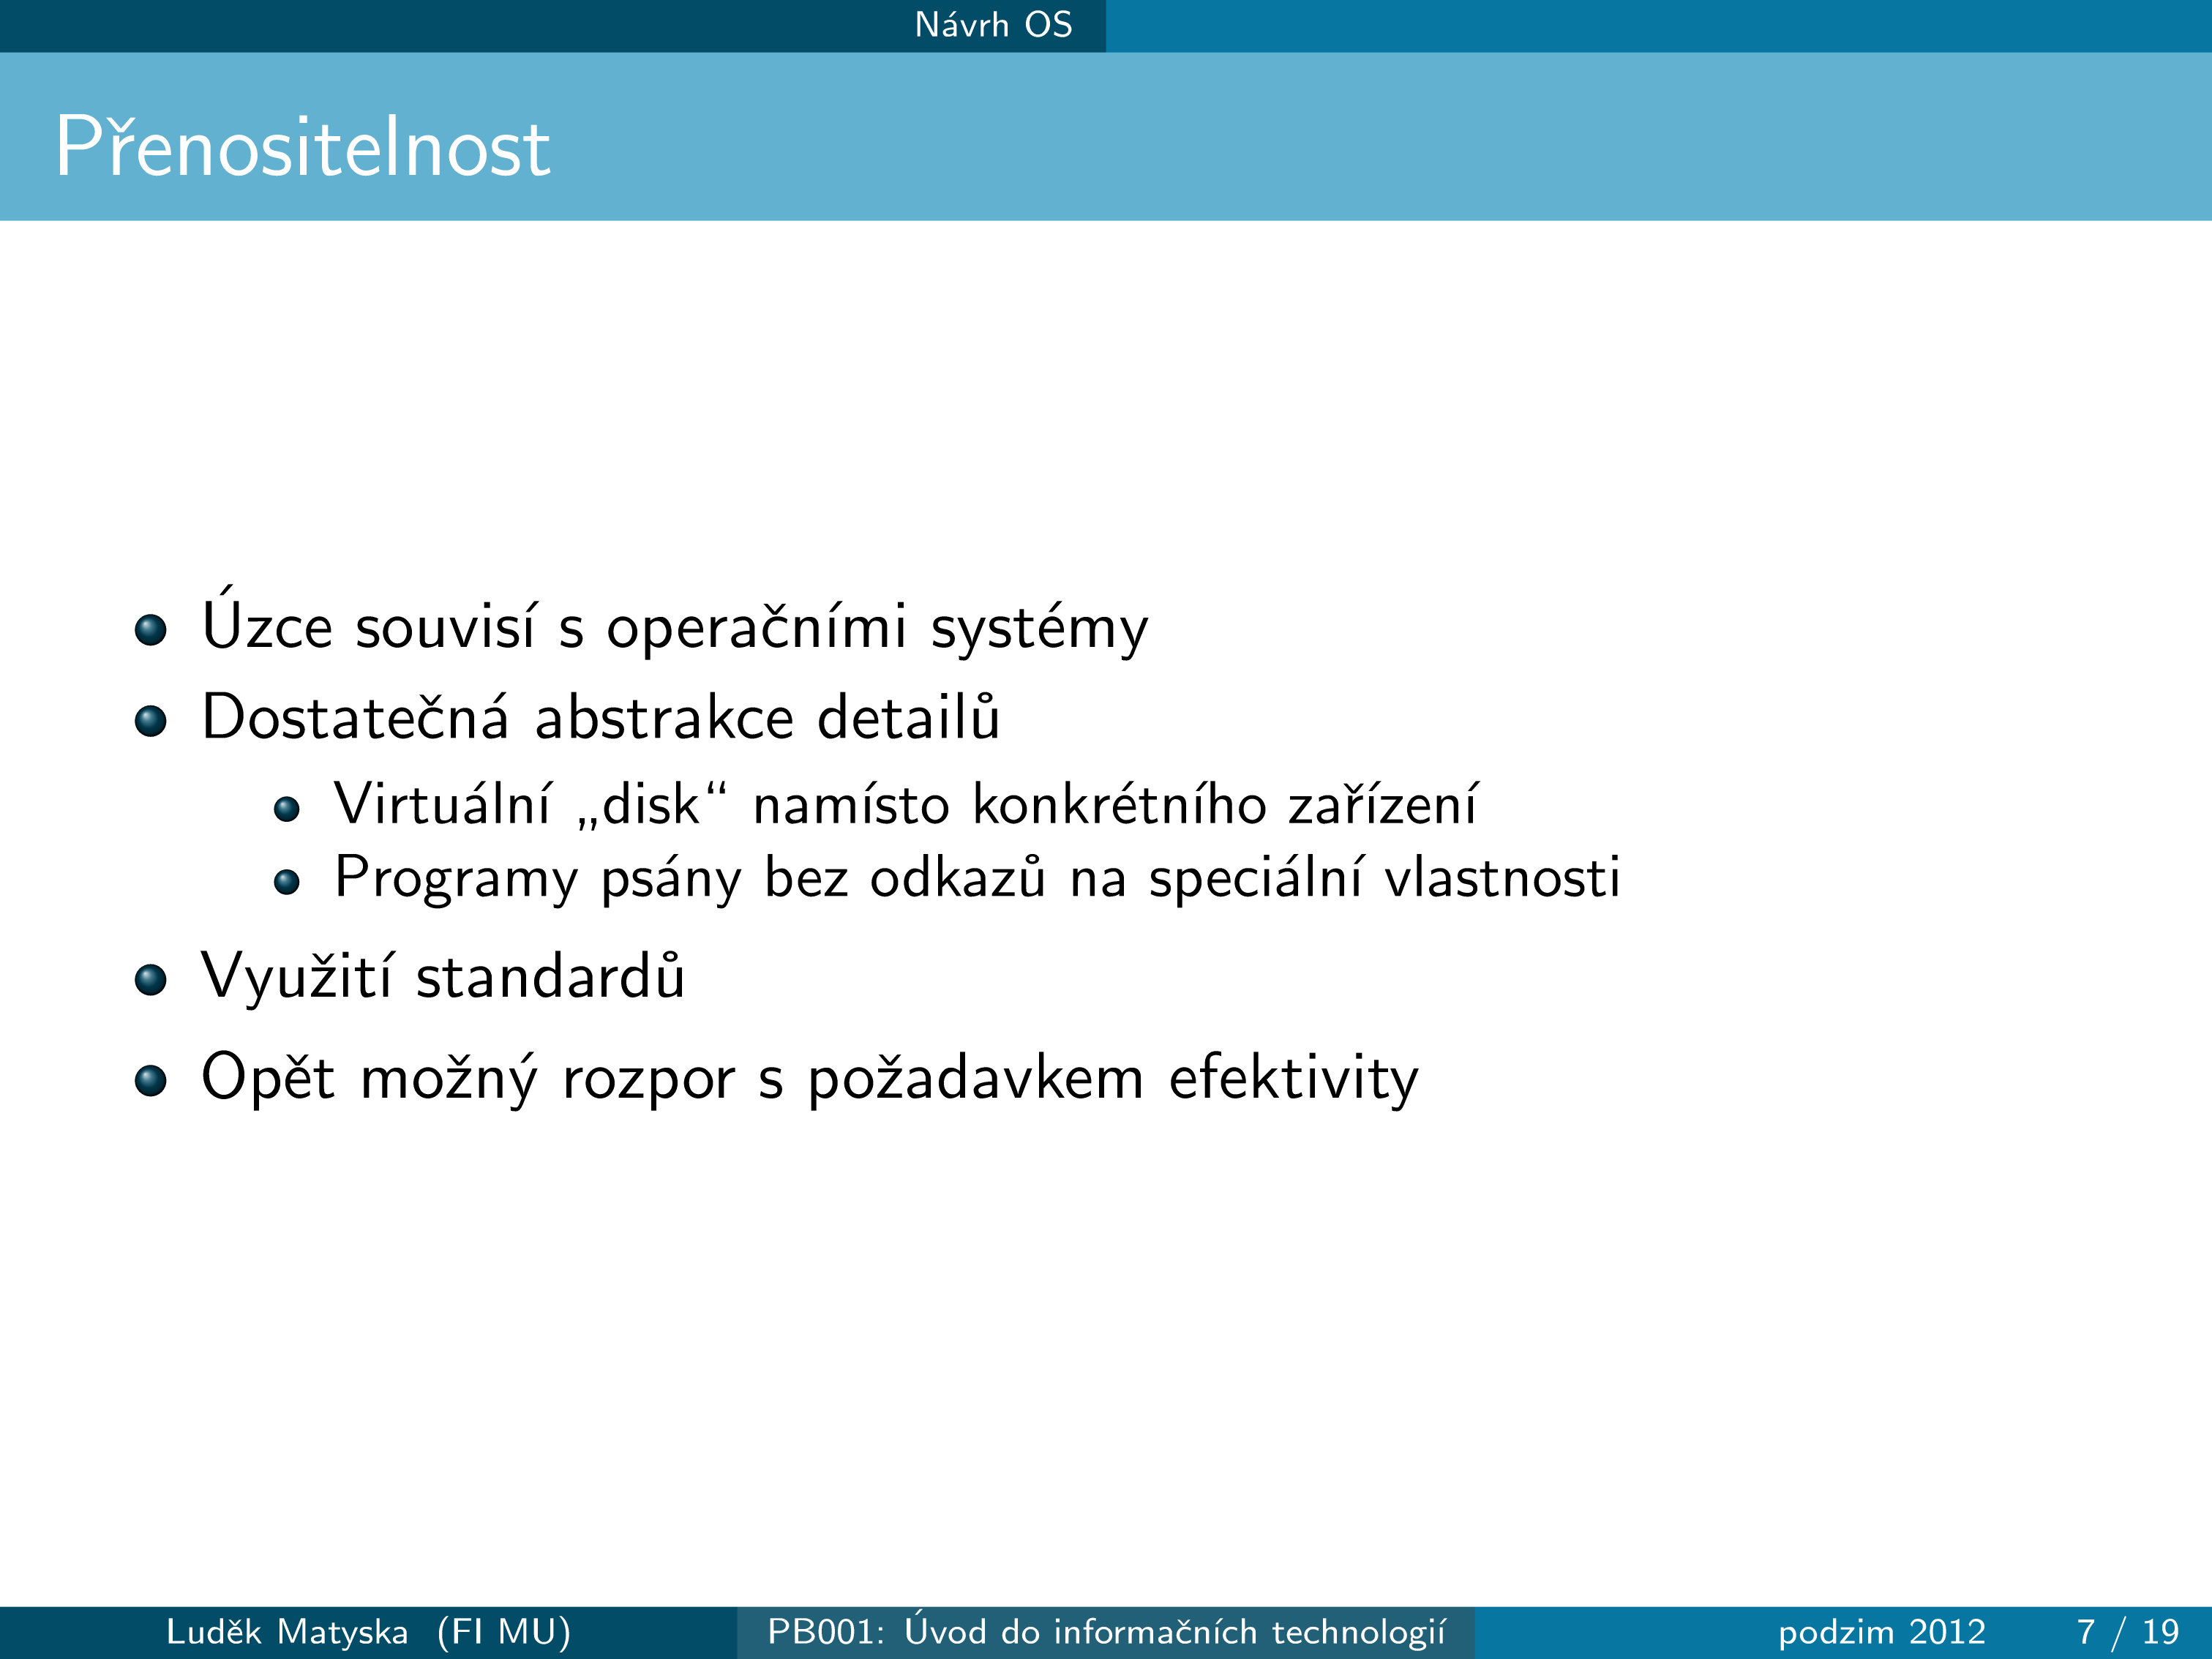 Návrh OS
Přenositelnost
Úzce souvisí s operačními systémy
Dostatečná abstrakce detailů
Virtuální „disk“ namísto konkrétního zařízení
Programy psány bez odkazů na speciální vlastnosti
Využití standardů
Opět možný rozpor s požadavkem efektivity
Luděk Matyska (FI MU) PB001: Úvod do informačních technologií podzim 2012 7 / 19